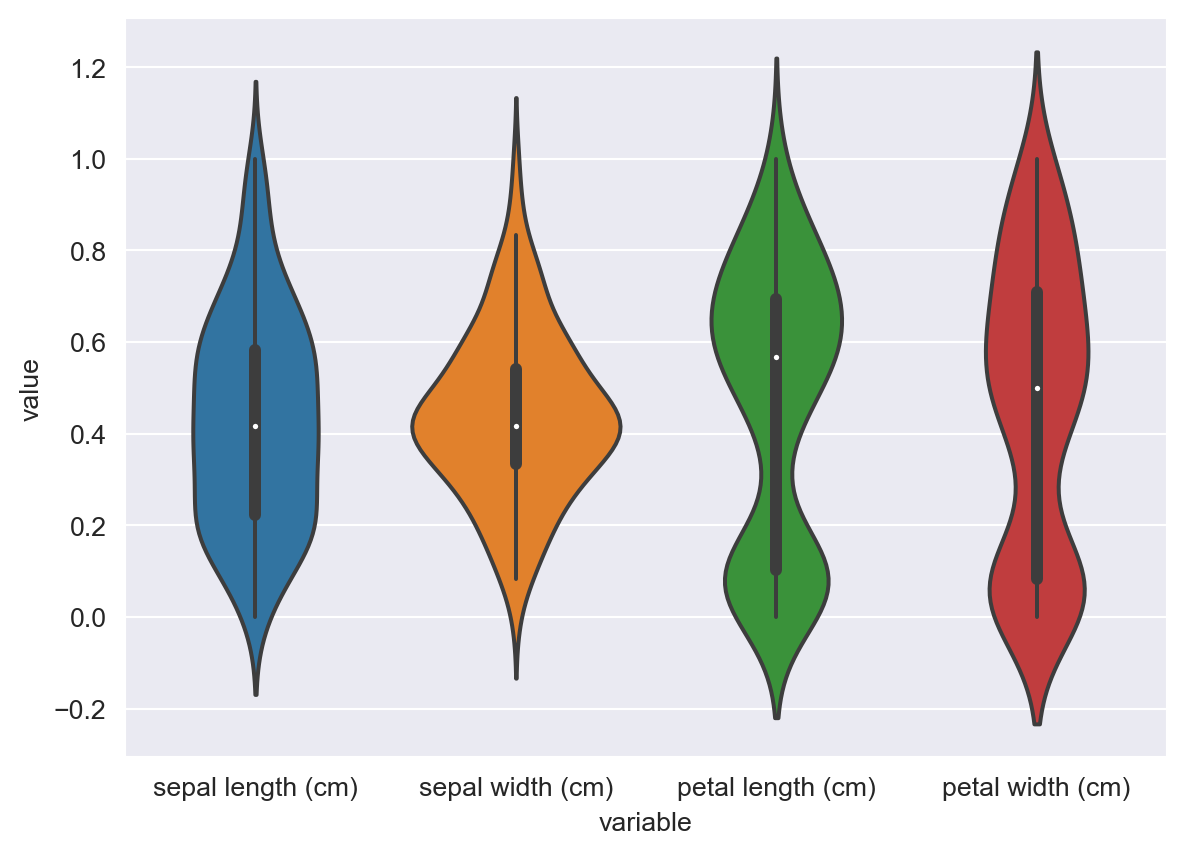 1.2
1.0
0.8
0.6
0.4
0.2
0.0
−0.2
value
sepal length (cm) sepal width (cm) petal length (cm) petal width (cm)
variable